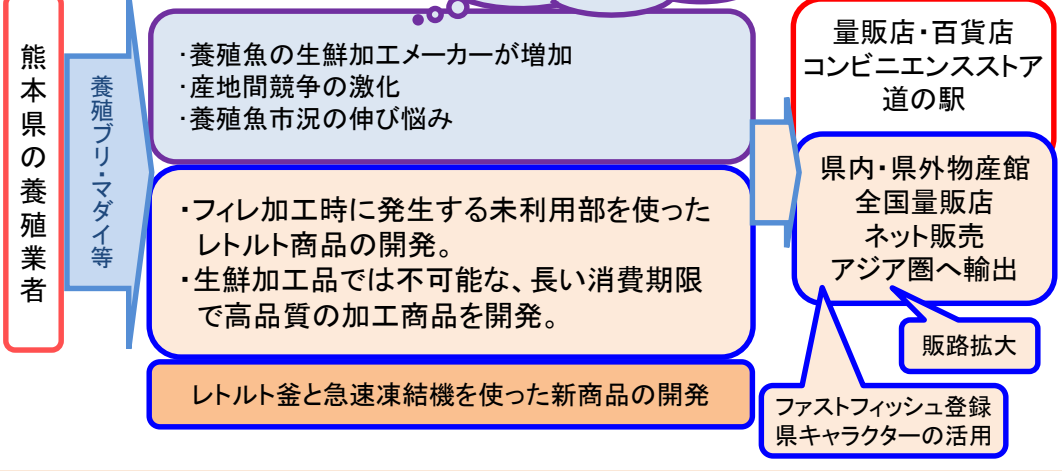 熊本県の養殖業者
養殖ブリ・マダイ等
・養殖魚の生鮮加工メーカーが増加
・産地間競争の激化
・養殖魚市況の伸び悩み
・フィレ加工時に発生する未利用部を使った
レトルト商品の開発。
・生鮮加工品では不可能な、長い消費期限
で高品質の加工商品を開発。
レトルト釜と急速凍結機を使った新商品の開発
量販店・百貨店
コンビニエンスストア
道の駅
県内・県外物産館
全国量販店
ネット販売
アジア圏へ輸出
販路拡大
ファストフィッシュ登録
県キャラクターの活用